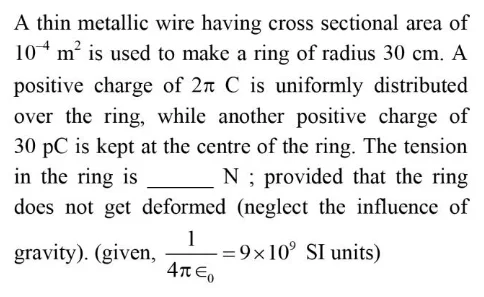 A thin metallic wire having cross sectional area of
10⁻⁴ m² is used to make a ring of radius 30 cm. A
positive charge of 2π C is uniformly distributed
over the ring, while another positive charge of
30 pC is kept at the centre of the ring. The tension
in the ring is ______ N ; provided that the ring
does not get deformed (neglect the influence of
gravity). (given, 1/(4π∈₀) = 9×10⁹ SI units)